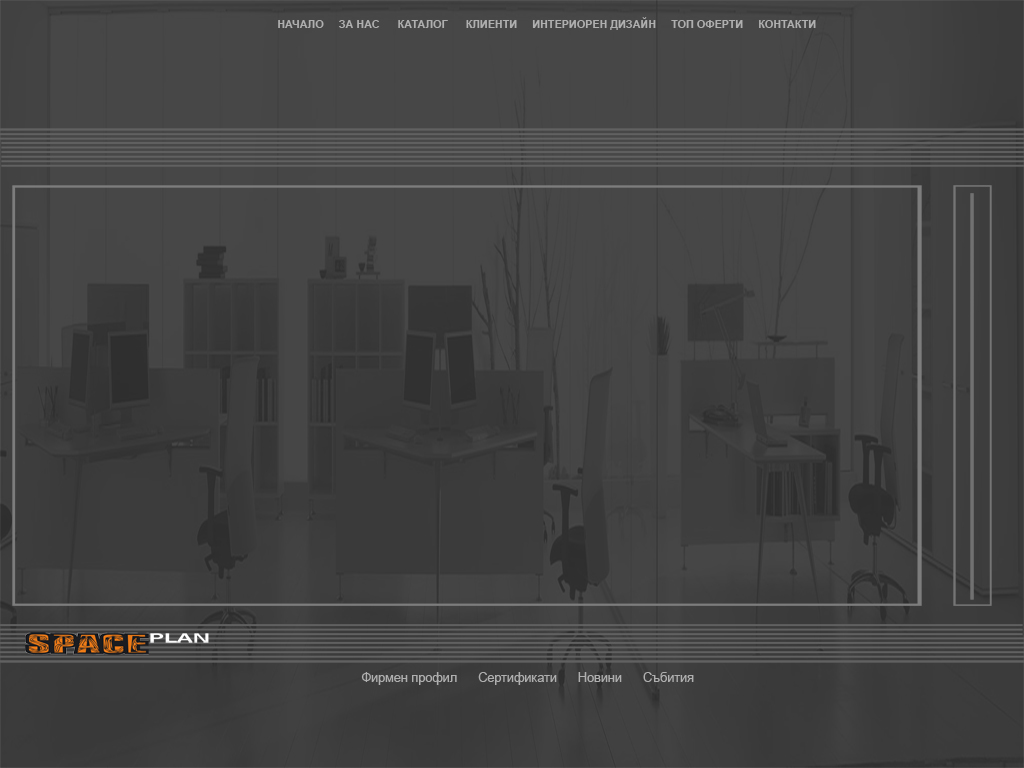 НАЧАЛО ЗА НАС КАТАЛОГ КЛИЕНТИ ИНТЕРИОРЕН ДИЗАЙН ТОП ОФЕРТИ КОНТАКТИ
SPACE PLAN
Фирмен профил Сертификати Новини Събития